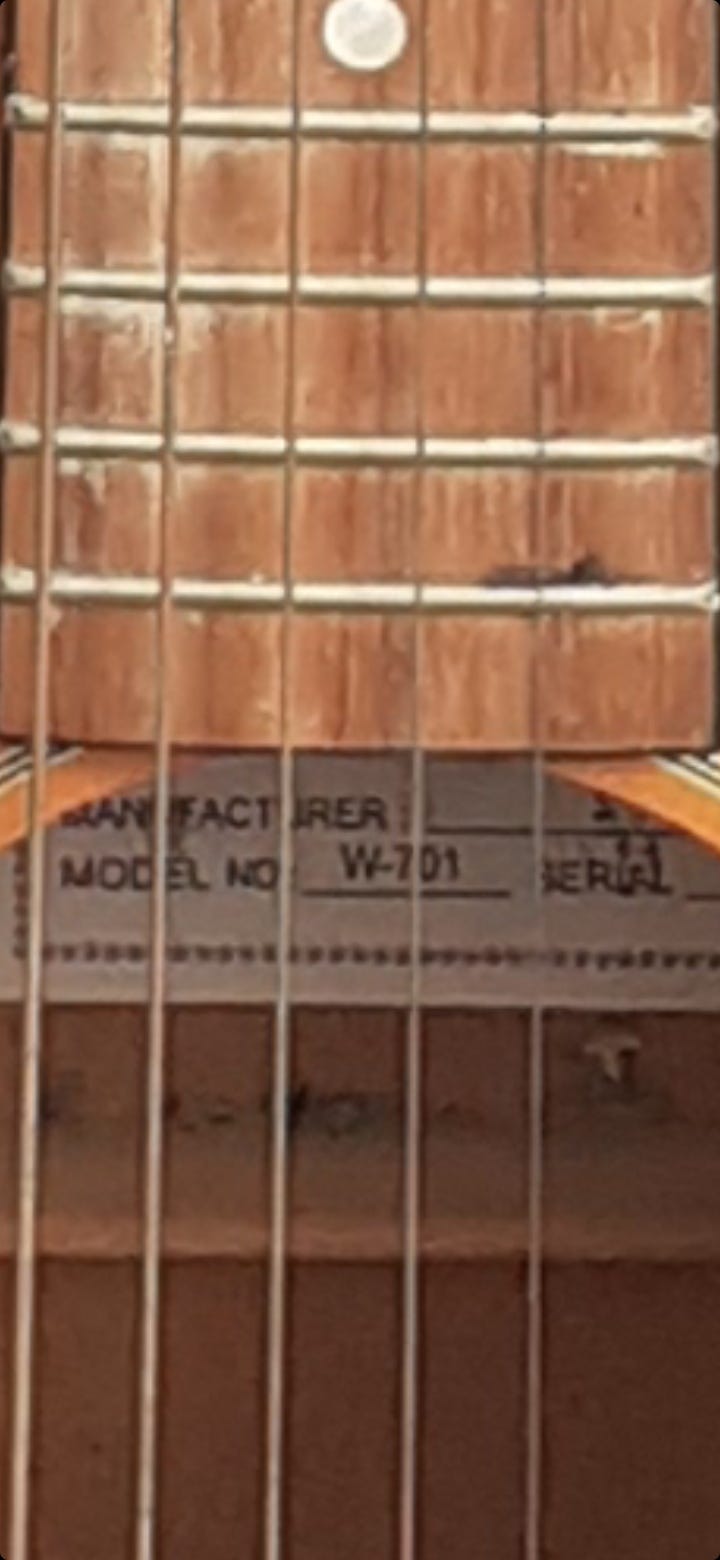 MANUFACTURER
MODEL NO. W-701 SERIAL